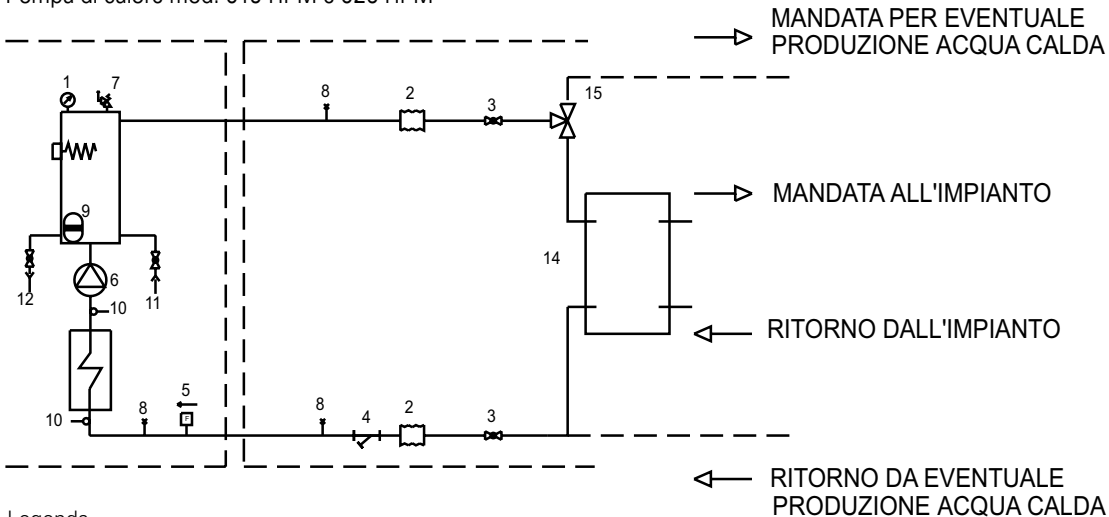 MANDATA PER EVENTUALE
PRODUZIONE ACQUA CALDA
1 7 8 2 3 15
MANDATA ALL'IMPIANTO
9
14
6
12 11
10
RITORNO DALL'IMPIANTO
5
8 8 4 2 3
F
10
RITORNO DA EVENTUALE
PRODUZIONE ACQUA CALDA